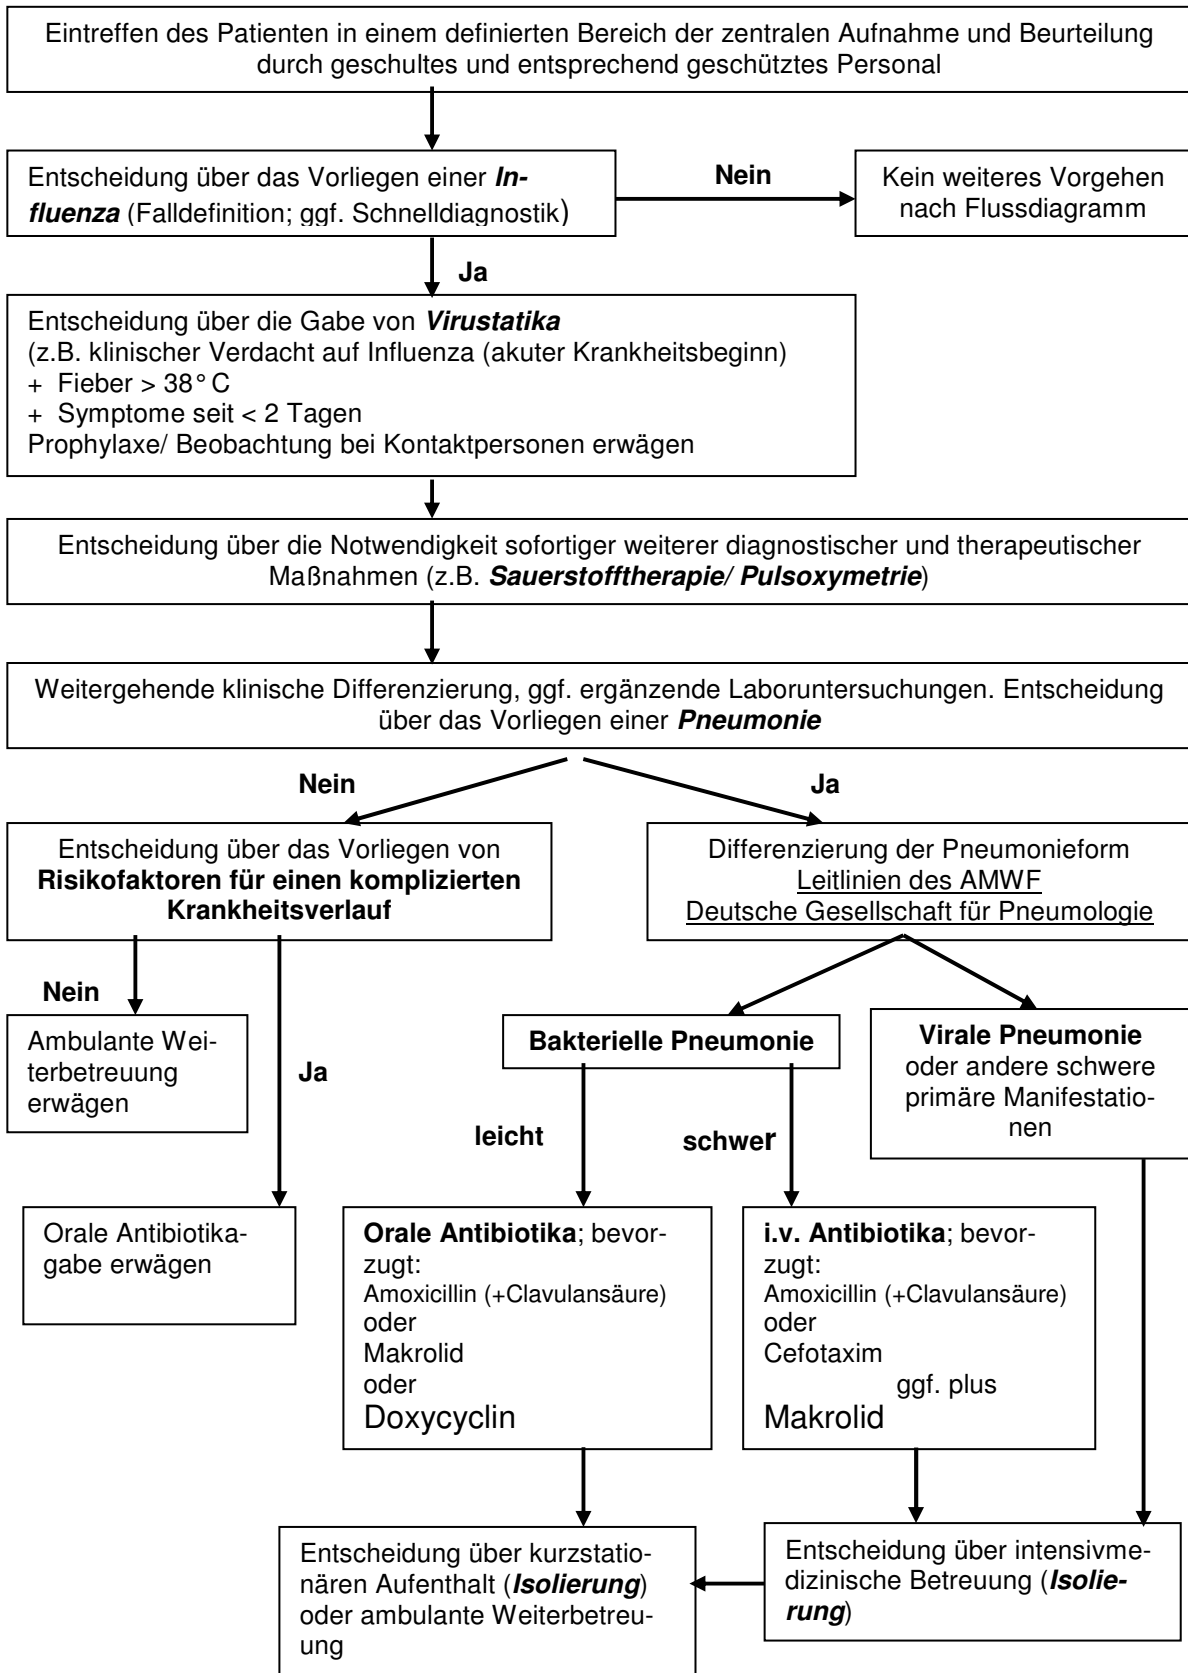 Eintreffen des Patienten in einem definierten Bereich der zentralen Aufnahme und Beurteilung
durch geschultes und entsprechend geschütztes Personal
Entscheidung über das Vorliegen einer In-
fluenza (Falldefinition; ggf. Schnelldiagnostik)
Nein
Kein weiteres Vorgehen
nach Flussdiagramm
Ja
Entscheidung über die Gabe von Virustatika
(z.B. klinischer Verdacht auf Influenza (akuter Krankheitsbeginn)
+ Fieber > 38° C
+ Symptome seit < 2 Tagen
Prophylaxe/ Beobachtung bei Kontaktpersonen erwägen
Entscheidung über die Notwendigkeit sofortiger weiterer diagnostischer und therapeutischer
Maßnahmen (z.B. Sauerstofftherapie/ Pulsoxymetrie)
Weitergehende klinische Differenzierung, ggf. ergänzende Laboruntersuchungen. Entscheidung
über das Vorliegen einer Pneumonie
Nein
Ja
Entscheidung über das Vorliegen von
Risikofaktoren für einen komplizierten
Krankheitsverlauf
Differenzierung der Pneumonieform
Leitlinien des AMWF
Deutsche Gesellschaft für Pneumologie
Nein
Ambulante Wei-
terbetreuung
erwägen
Ja
Bakterielle Pneumonie
Virale Pneumonie
oder andere schwere
primäre Manifestatio-
nen
leicht
schwer
Orale Antibiotika-
gabe erwägen
Orale Antibiotika; bevor-
zugt:
Amoxicillin (+Clavulansäure)
oder
Makrolid
oder
Doxycyclin
i.v. Antibiotika; bevor-
zugt:
Amoxicillin (+Clavulansäure)
oder
Cefotaxim
ggf. plus
Makrolid
Entscheidung über kurzstatio-
nären Aufenthalt (Isolierung)
oder ambulante Weiterbetreu-
ung
Entscheidung über intensivme-
dizinische Betreuung (Isolie-
rung)